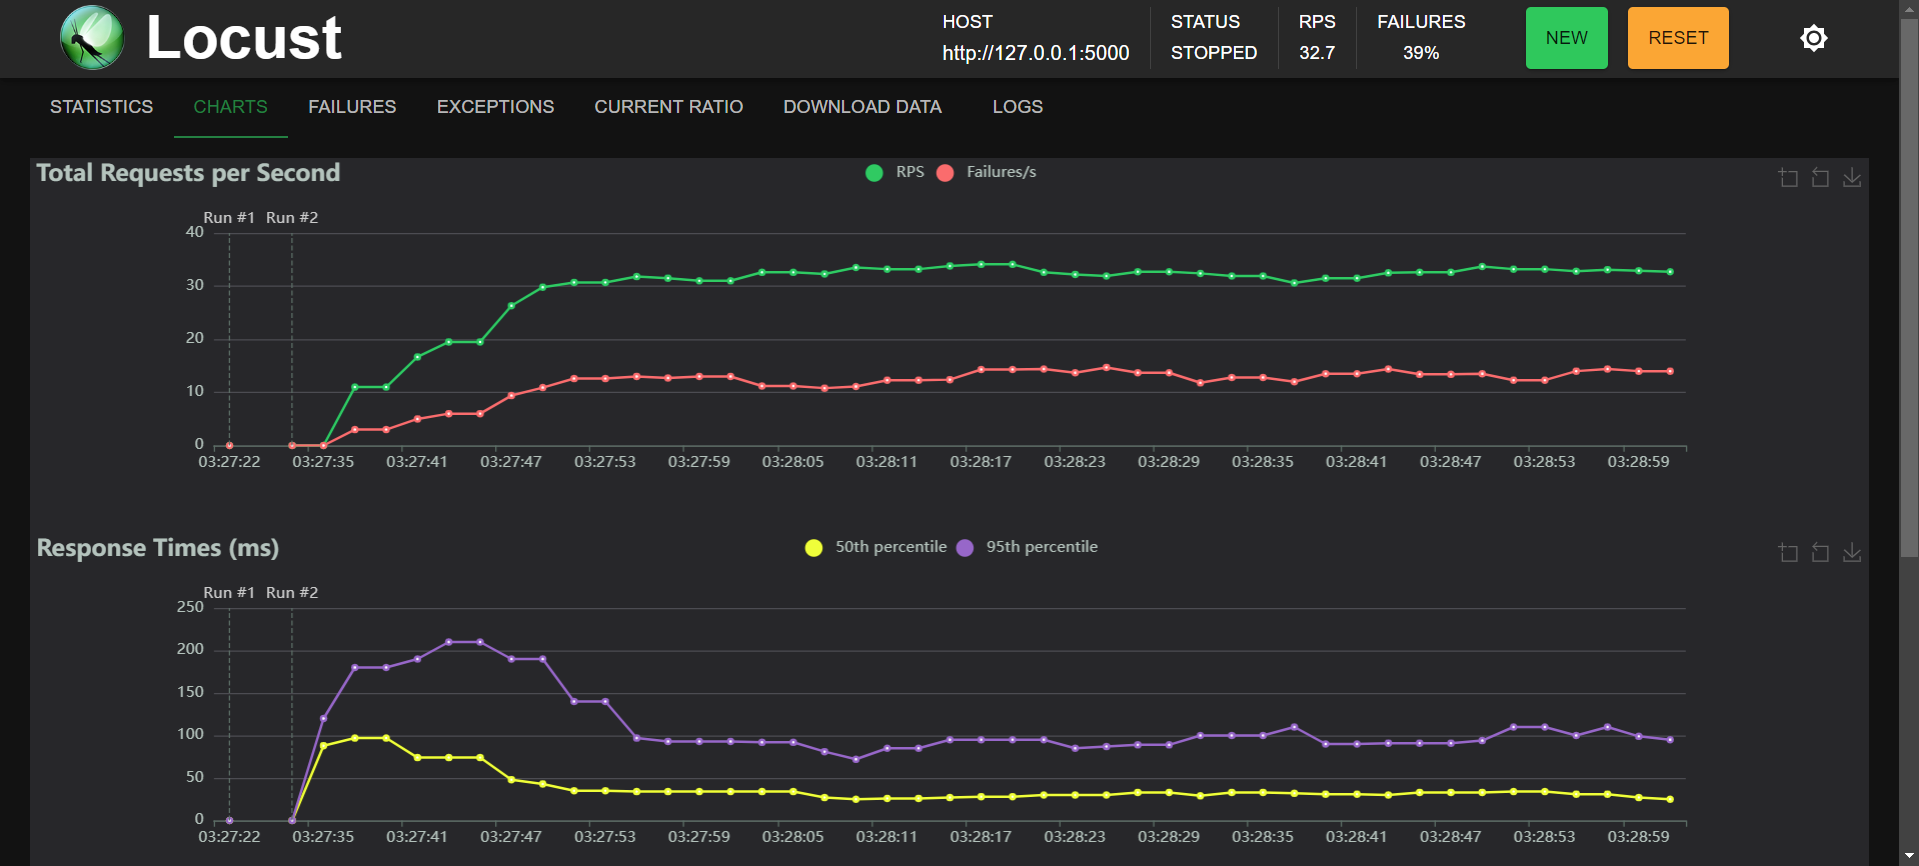 Locust
HOST
http://127.0.0.1:5000
STATUS
STOPPED
RPS
32.7
FAILURES
39%
NEW
RESET
STATISTICS CHARTS FAILURES EXCEPTIONS CURRENT RATIO DOWNLOAD DATA LOGS
Total Requests per Second
RPS Failures/s
Run #1 Run #2
40
30
20
10
0
03:27:22 03:27:35 03:27:41 03:27:47 03:27:53 03:27:59 03:28:05 03:28:11 03:28:17 03:28:23 03:28:29 03:28:35 03:28:41 03:28:47 03:28:53 03:28:59
Response Times (ms)
50th percentile 95th percentile
Run #1 Run #2
250
200
150
100
50
0
03:27:22 03:27:35 03:27:41 03:27:47 03:27:53 03:27:59 03:28:05 03:28:11 03:28:17 03:28:23 03:28:29 03:28:35 03:28:41 03:28:47 03:28:53 03:28:59